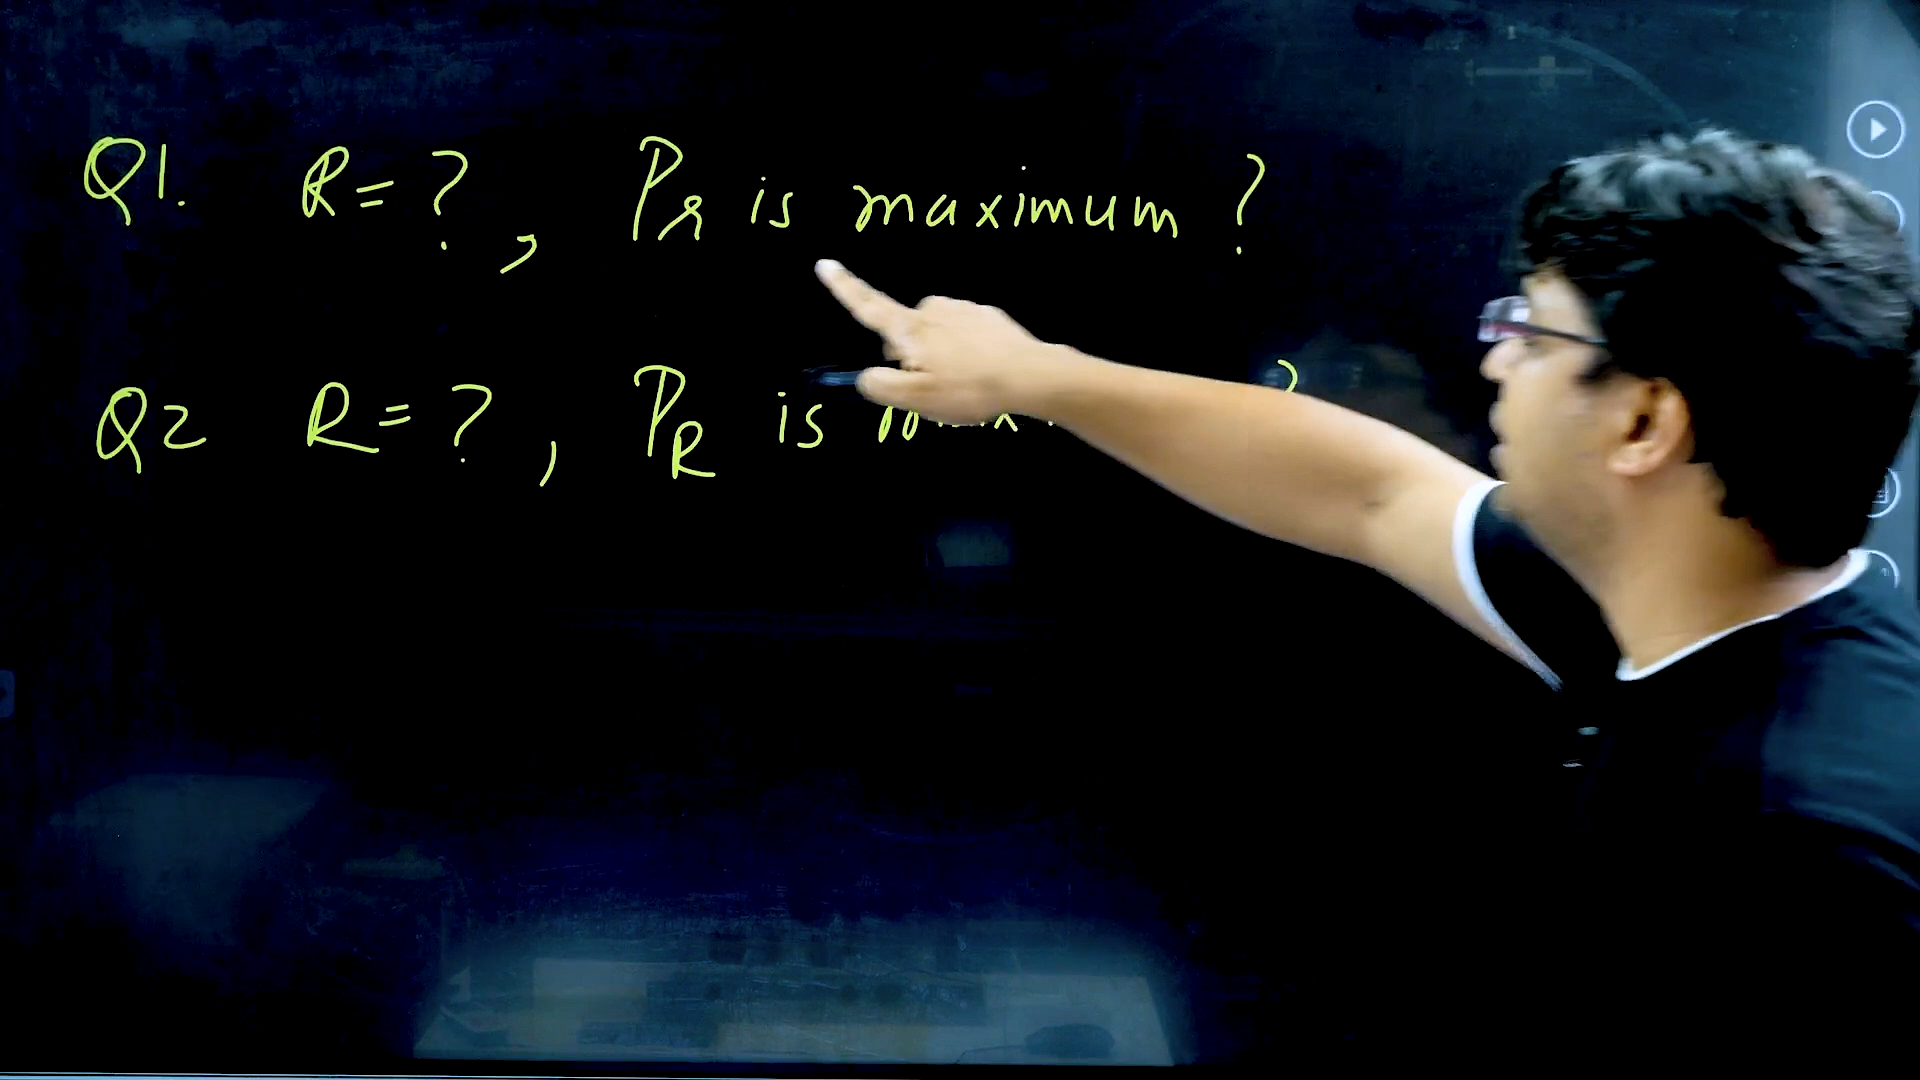 Q1. R = ? , Pr is maximum ?
Q2 R = ? , PR is ?